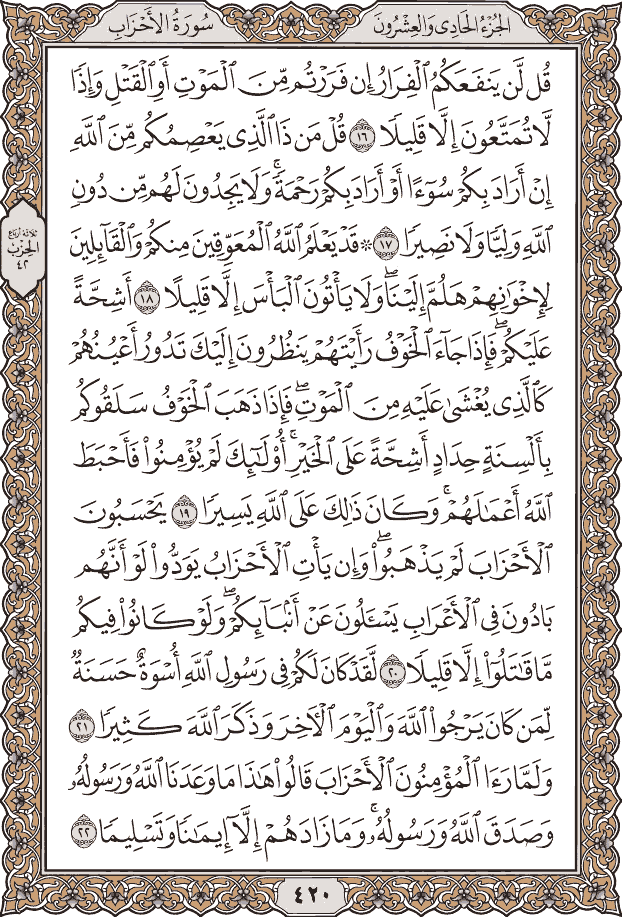 الجُزْءُ الحَادِي وَالعِشْرُونَ
سُورَةُ الأَحْزَابِ
قُل لَّن يَنفَعَكُمُ ٱلْفِرَارُ إِن فَرَرْتُم مِّنَ ٱلْمَوْتِ أَوِ ٱلْقَتْلِ وَإِذًا
لَّا تُمَتَّعُونَ إِلَّا قَلِيلًا ١٦ قُلْ مَن ذَا ٱلَّذِى يَعْصِمُكُم مِّنَ ٱللَّهِ
إِنْ أَرَادَ بِكُمْ سُوٓءًا أَوْ أَرَادَ بِكُمْ رَحْمَةً ۚ وَلَا يَجِدُونَ لَهُم مِّن دُونِ
ٱللَّهِ وَلِيًّا وَلَا نَصِيرًا ١٧ ۞ قَدْ يَعْلَمُ ٱللَّهُ ٱلْمُعَوِّقِينَ مِنكُمْ وَٱلْقَآئِلِينَ
ثلاثة أرباع
الحزب
٤٢
لِإِخْوَٰنِهِمْ هَلُمَّ إِلَيْنَا ۖ وَلَا يَأْتُونَ ٱلْبَأْسَ إِلَّا قَلِيلًا ١٨ أَشِحَّةً
عَلَيْكُمْ ۖ فَإِذَا جَآءَ ٱلْخَوْفُ رَأَيْتَهُمْ يَنظُرُونَ إِلَيْكَ تَدُورُ أَعْيُنُهُمْ
كَٱلَّذِى يُغْشَىٰ عَلَيْهِ مِنَ ٱلْمَوْتِ ۖ فَإِذَا ذَهَبَ ٱلْخَوْفُ سَلَقُوكُم
بِأَلْسِنَةٍ حِدَادٍ أَشِحَّةً عَلَى ٱلْخَيْرِ ۚ أُو۟لَٰٓئِكَ لَمْ يُؤْمِنُوا۟ فَأَحْبَطَ
ٱللَّهُ أَعْمَٰلَهُمْ ۚ وَكَانَ ذَٰلِكَ عَلَى ٱللَّهِ يَسِيرًا ١٩ يَحْسَبُونَ
ٱلْأَحْزَابَ لَمْ يَذْهَبُوا۟ ۖ وَإِن يَأْتِ ٱلْأَحْزَابُ يَوَدُّوا۟ لَوْ أَنَّهُم
بَادُونَ فِى ٱلْأَعْرَابِ يَسْـَٔلُونَ عَنْ أَنۢبَآئِكُمْ ۖ وَلَوْ كَانُوا۟ فِيكُم
مَّا قَٰتَلُوٓا۟ إِلَّا قَلِيلًا ٢٠ لَّقَدْ كَانَ لَكُمْ فِى رَسُولِ ٱللَّهِ أُسْوَةٌ حَسَنَةٌ
لِّمَن كَانَ يَرْجُوا۟ ٱللَّهَ وَٱلْيَوْمَ ٱلْـَٔاخِرَ وَذَكَرَ ٱللَّهَ كَثِيرًا ٢١
وَلَمَّا رَءَا ٱلْمُؤْمِنُونَ ٱلْأَحْزَابَ قَالُوا۟ هَٰذَا مَا وَعَدَنَا ٱللَّهُ وَرَسُولُهُۥ
وَصَدَقَ ٱللَّهُ وَرَسُولُهُۥ ۚ وَمَا زَادَهُمْ إِلَّآ إِيمَٰنًا وَتَسْلِيمًا ٢٢
٤٢٠